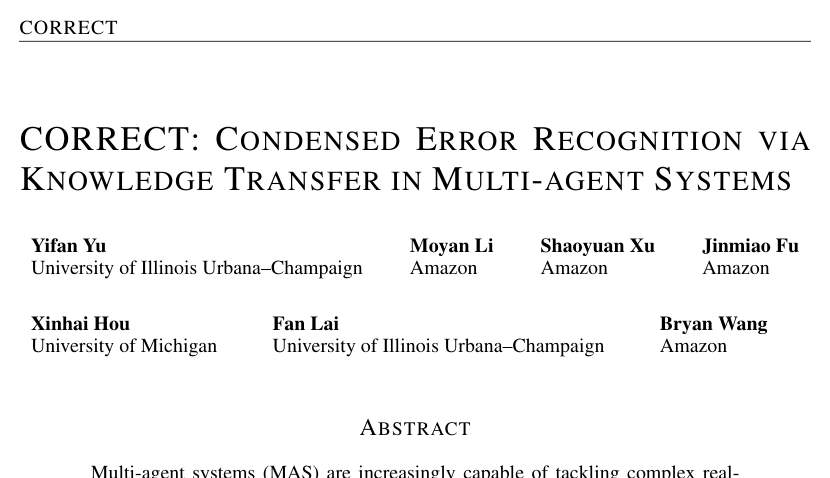 CORRECT
CORRECT: CONDENSED ERROR RECOGNITION VIA
KNOWLEDGE TRANSFER IN MULTI-AGENT SYSTEMS
Yifan Yu Moyan Li Shaoyuan Xu Jinmiao Fu
University of Illinois Urbana–Champaign Amazon Amazon Amazon
Xinhai Hou Fan Lai Bryan Wang
University of Michigan University of Illinois Urbana–Champaign Amazon
ABSTRACT
Multi-agent systems (MAS) are increasingly capable of tackling complex real-